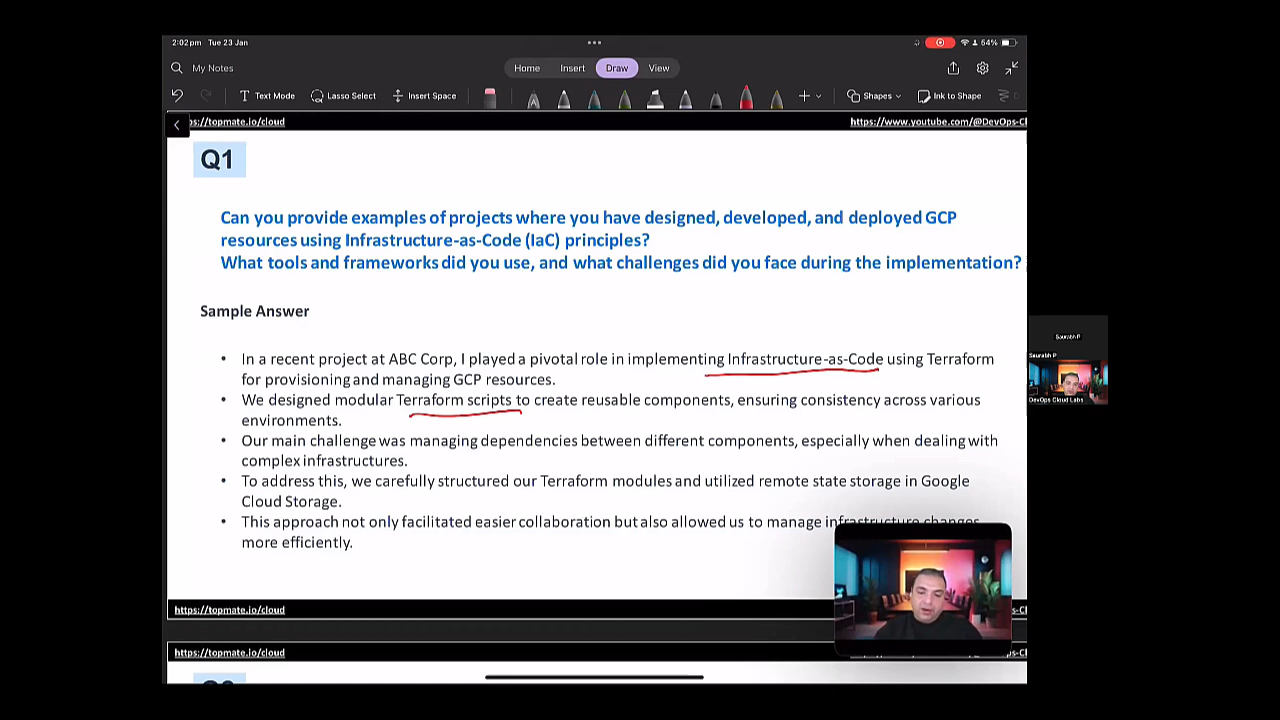 2:02pm Tue 23 Jan
54%
My Notes
Home Insert Draw View
Text Mode Lasso Select Insert Space Shapes Ink to Shape
s://topmate.io/cloud https://www.youtube.com/@DevOps-Cl
Q1
Can you provide examples of projects where you have designed, developed, and deployed GCP
resources using Infrastructure-as-Code (IaC) principles?
What tools and frameworks did you use, and what challenges did you face during the implementation?
Sample Answer
• In a recent project at ABC Corp, I played a pivotal role in implementing Infrastructure-as-Code using Terraform
for provisioning and managing GCP resources.
• We designed modular Terraform scripts to create reusable components, ensuring consistency across various
environments.
• Our main challenge was managing dependencies between different components, especially when dealing with
complex infrastructures.
• To address this, we carefully structured our Terraform modules and utilized remote state storage in Google
Cloud Storage.
• This approach not only facilitated easier collaboration but also allowed us to manage infrastructure changes
more efficiently.
Saurabh P
Saurabh P
DevOps Cloud Labs
https://topmate.io/cloud
https://topmate.io/cloud